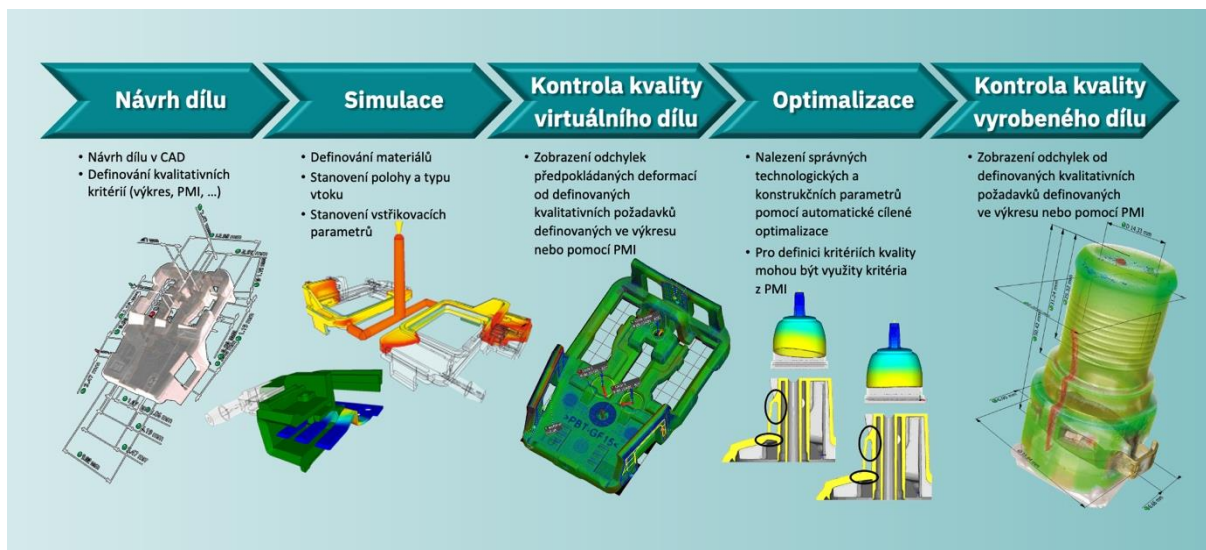 Návrh dílu
Simulace
Kontrola kvality
virtuálního dílu
Optimalizace
Kontrola kvality
vyrobeného dílu
• Návrh dílu v CAD
• Definování kvalitativních
kritérií (výkres, PMI, ...)
• Definování materiálů
• Stanovení polohy a typu
vtoku
• Stanovení vstřikovacích
parametrů
• Zobrazení odchylek
předpokládaných deformací
od definovaných
kvalitativních požadavků
definovaných ve výkresu
nebo pomocí PMI
• Nalezení správných
technologických a
konstrukčních parametrů
pomocí automatické cílené
optimalizace
• Pro definici kritériích kvality
mohou být využity kritéria
z PMI
• Zobrazení odchylek od
definovaných kvalitativních
požadavků definovaných
ve výkresu nebo pomocí PMI
>PBT-GF15<